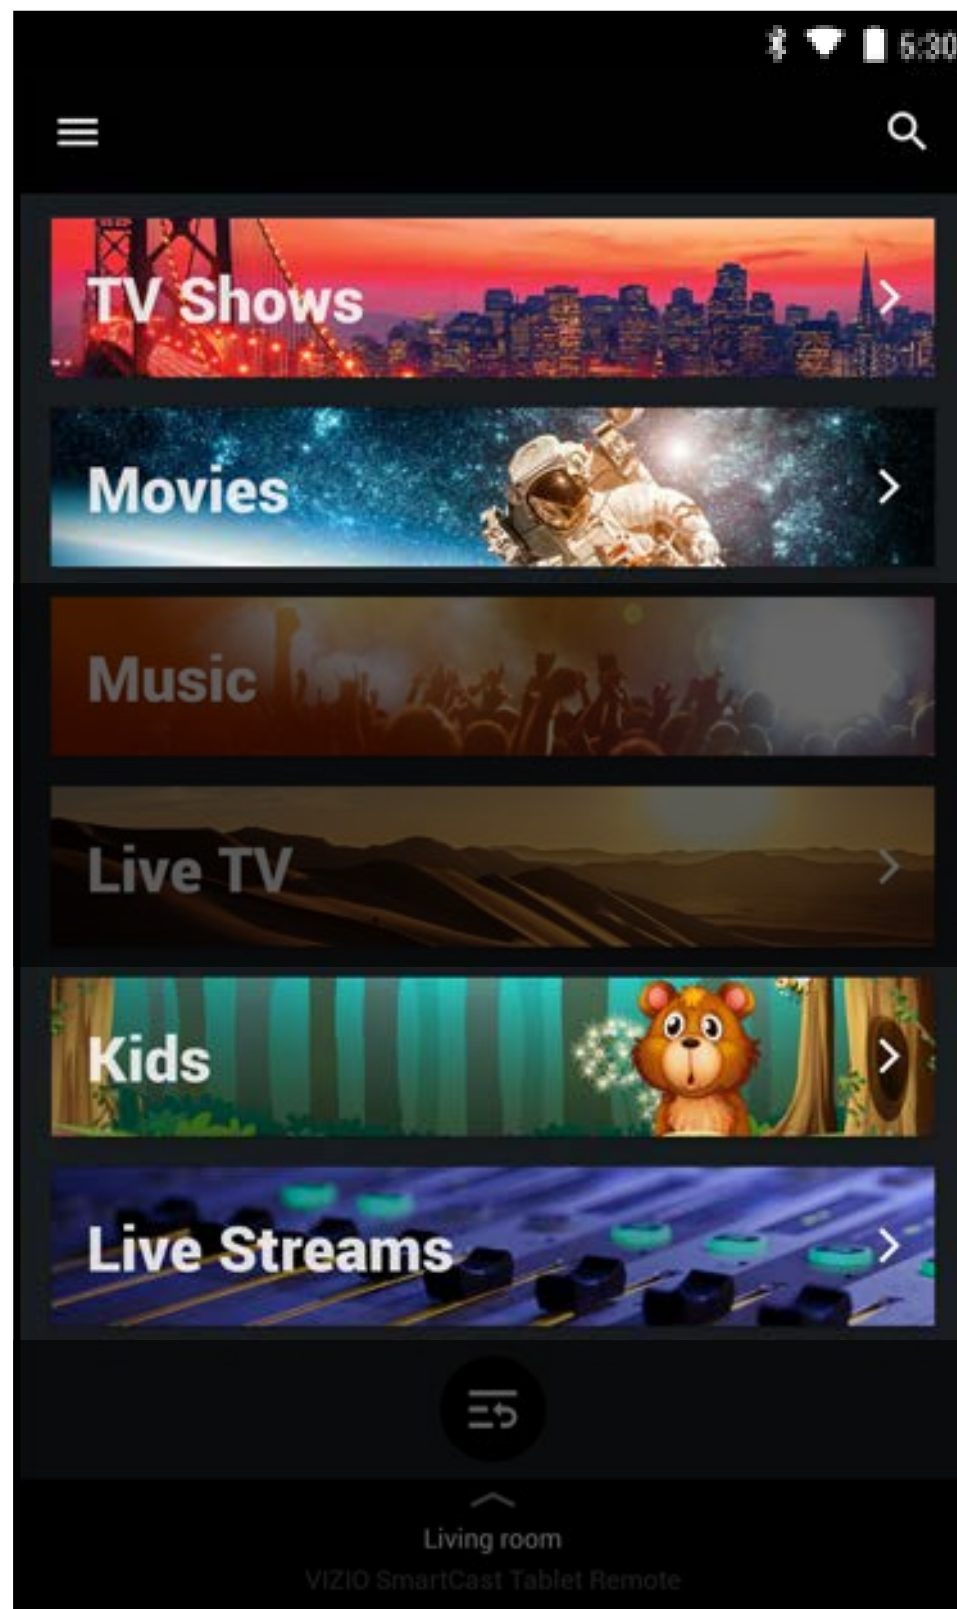 5:30
TV Shows
Movies
Music
Live TV
Kids
Live Streams
Living room
VIZIO SmartCast Tablet Remote